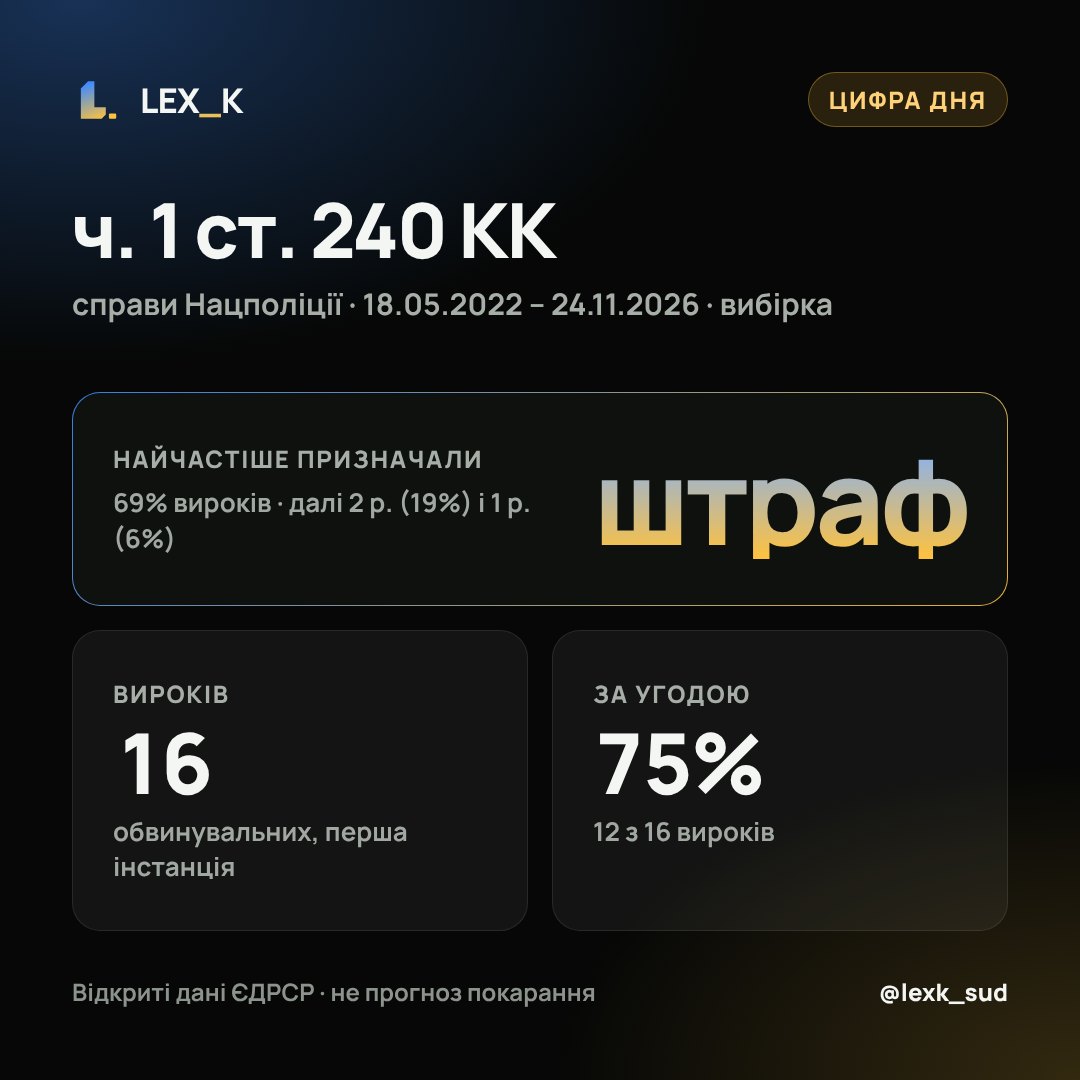 LEX_K
ЦИФРА ДНЯ
ч. 1 ст. 240 КК
справи Нацполіції · 18.05.2022 – 24.11.2026 · вибірка
НАЙЧАСТІШЕ ПРИЗНАЧАЛИ
69% вироків · далі 2 р. (19%) і 1 р.
(6%)
штраф
ВИРОКІВ
16
обвинувальних, перша
інстанція
ЗА УГОДОЮ
75%
12 з 16 вироків
Відкриті дані ЄДРСР · не прогноз покарання
@lexk_sud